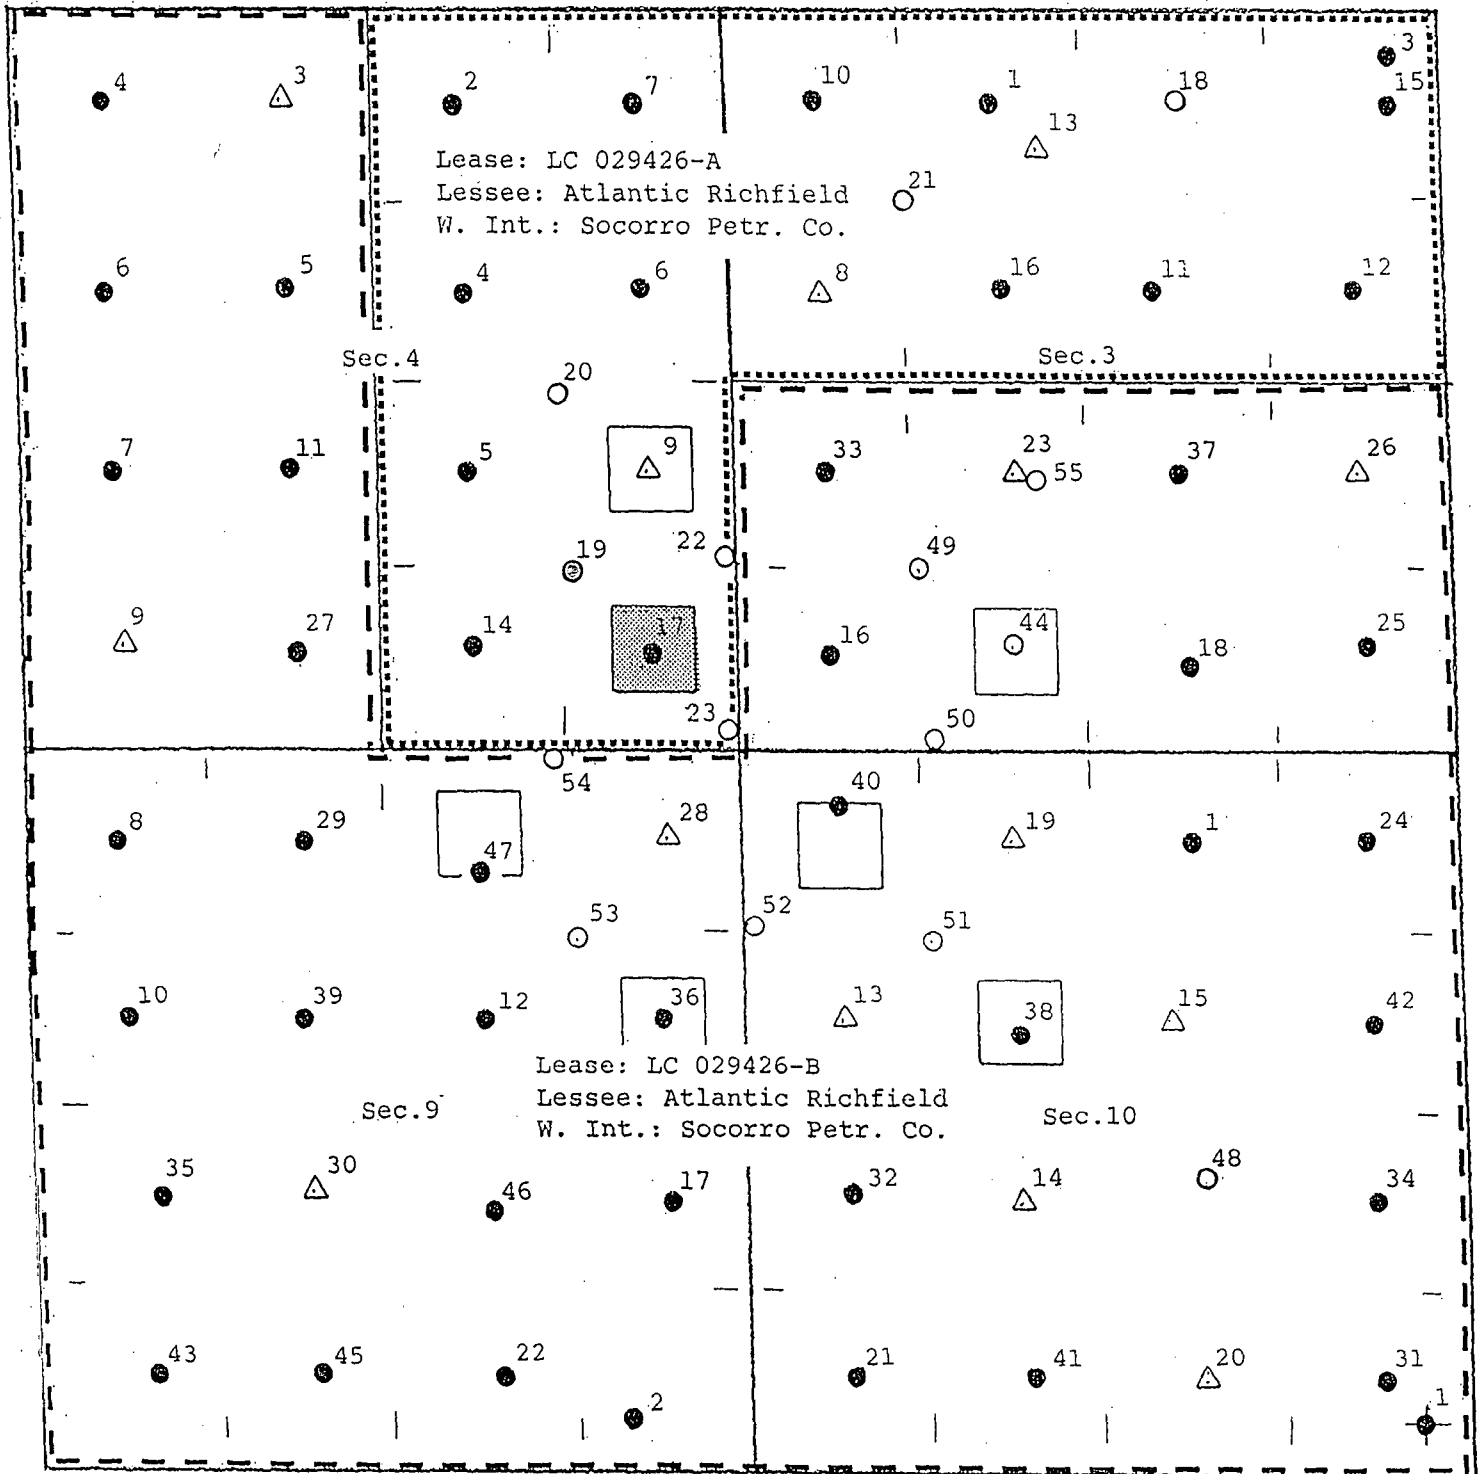 3
4 3 2 7 10 1 18 15
13
Lease: LC 029426-A
Lessee: Atlantic Richfield
W. Int.: Socorro Petr. Co.
21
6 5 4 6 8 16 11 12
Sec.4
Sec.3
20
7 11 5 9 33 23 37 26
55
22
19
49
9 27 14 17 16 44 18 25
23
50
54
40
8 29 47 28 19 1 24
53
52
51
10 39 12 36 13 38 15 42
Lease: LC 029426-B
Lessee: Atlantic Richfield
W. Int.: Socorro Petr. Co.
Sec.9
Sec.10
35 30 46 17 32 14 48 34
43 45 22 21 41 20 31
2
1